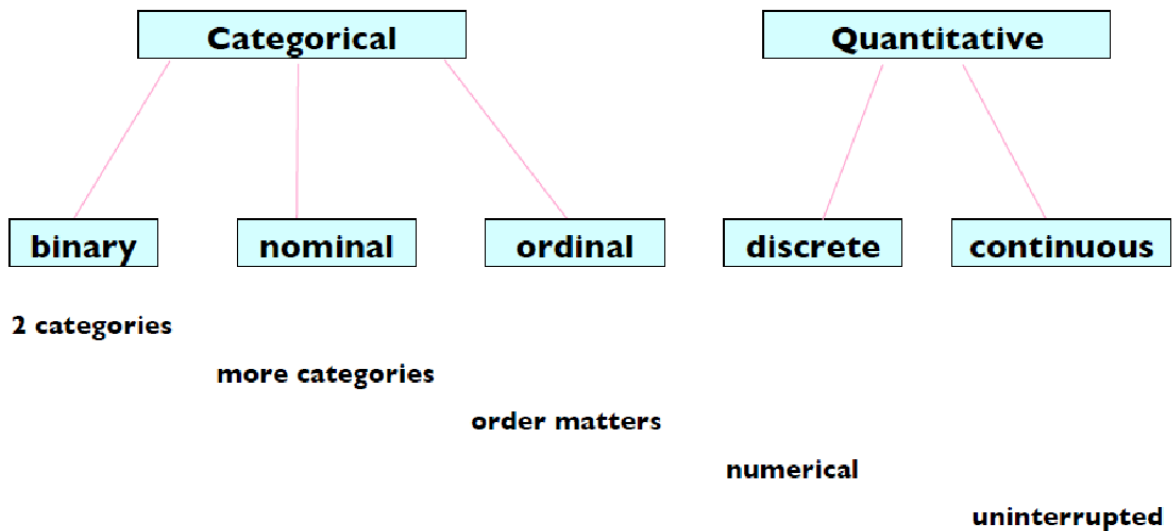 Categorical
Quantitative
binary
nominal
ordinal
discrete
continuous
2 categories
more categories
order matters
numerical
uninterrupted